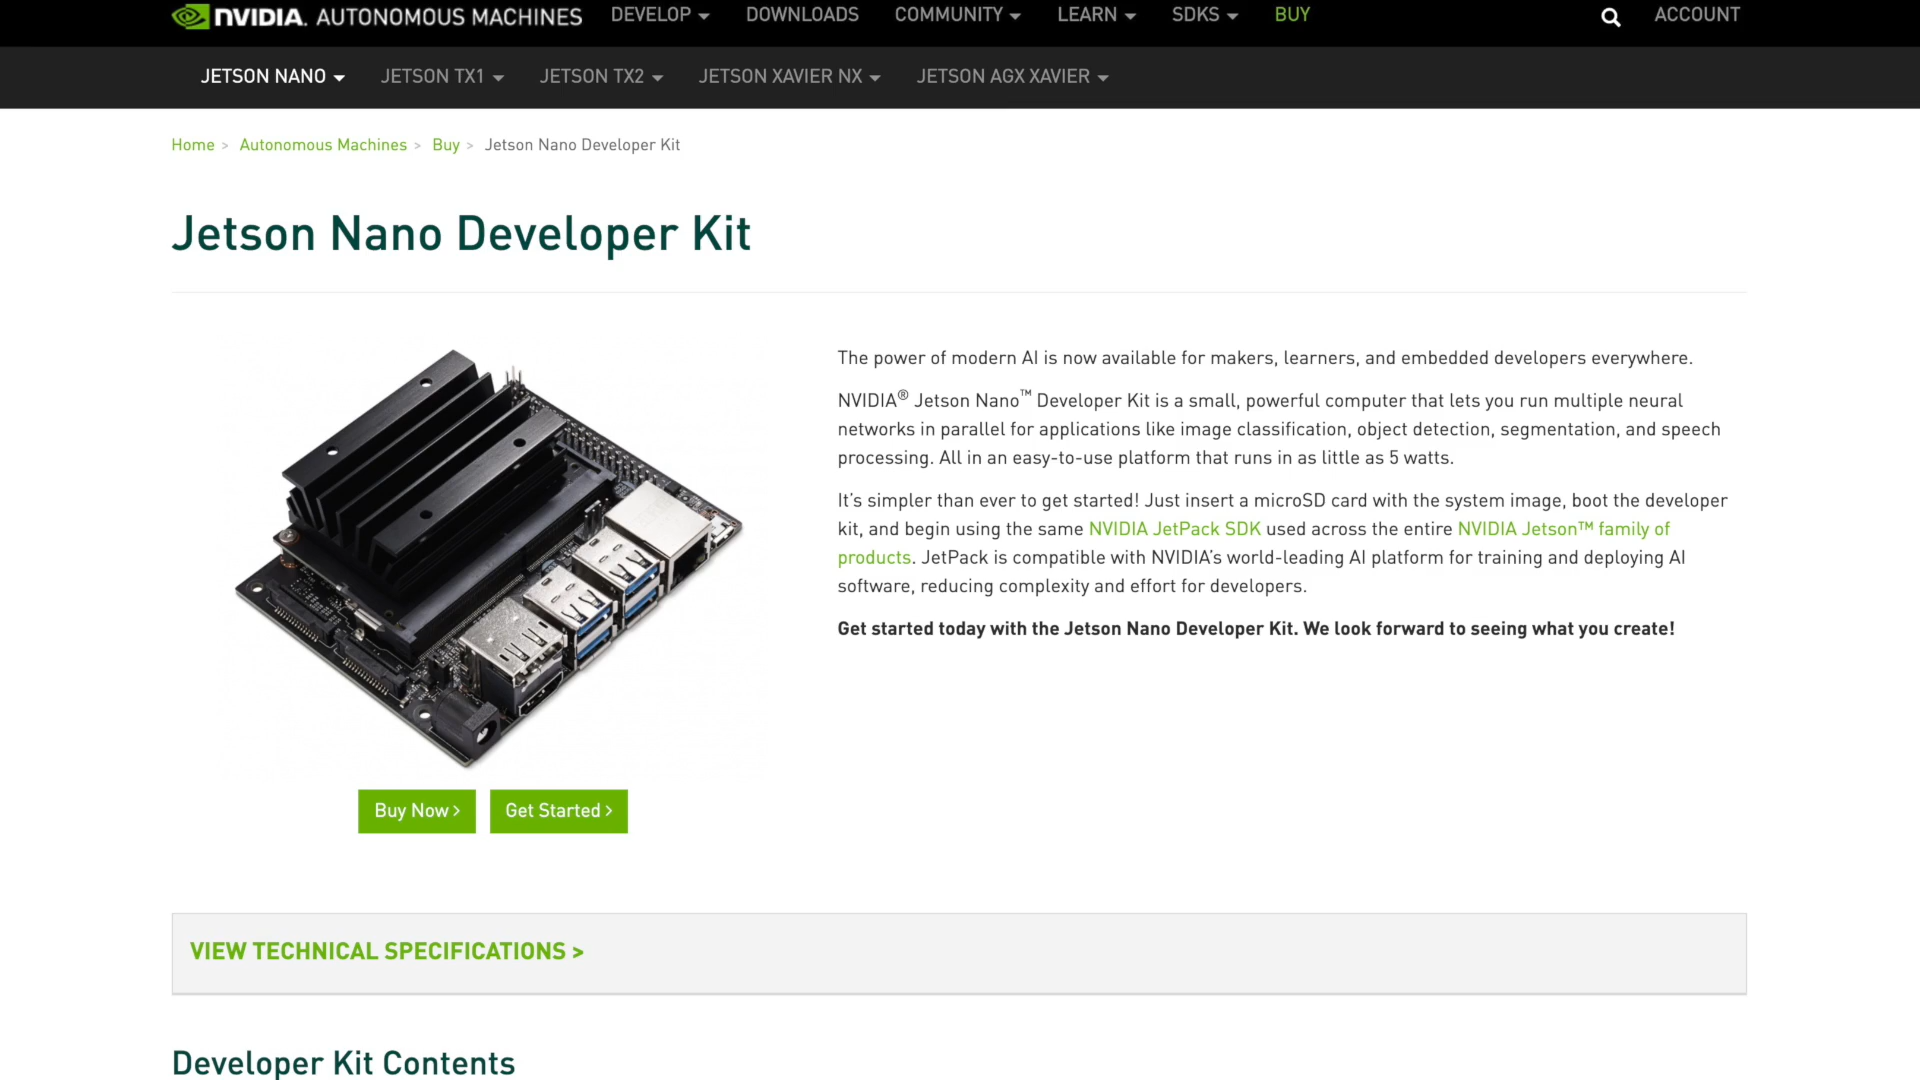 NVIDIA. AUTONOMOUS MACHINES DEVELOP DOWNLOADS COMMUNITY LEARN SDKS BUY ACCOUNT
JETSON NANO JETSON TX1 JETSON TX2 JETSON XAVIER NX JETSON AGX XAVIER
Home > Autonomous Machines > Buy > Jetson Nano Developer Kit
Jetson Nano Developer Kit
The power of modern AI is now available for makers, learners, and embedded developers everywhere.
NVIDIA® Jetson Nano™ Developer Kit is a small, powerful computer that lets you run multiple neural
networks in parallel for applications like image classification, object detection, segmentation, and speech
processing. All in an easy-to-use platform that runs in as little as 5 watts.
It’s simpler than ever to get started! Just insert a microSD card with the system image, boot the developer
kit, and begin using the same NVIDIA JetPack SDK used across the entire NVIDIA Jetson™ family of
products. JetPack is compatible with NVIDIA’s world-leading AI platform for training and deploying AI
software, reducing complexity and effort for developers.
Get started today with the Jetson Nano Developer Kit. We look forward to seeing what you create!
Buy Now > Get Started >
VIEW TECHNICAL SPECIFICATIONS >
Developer Kit Contents